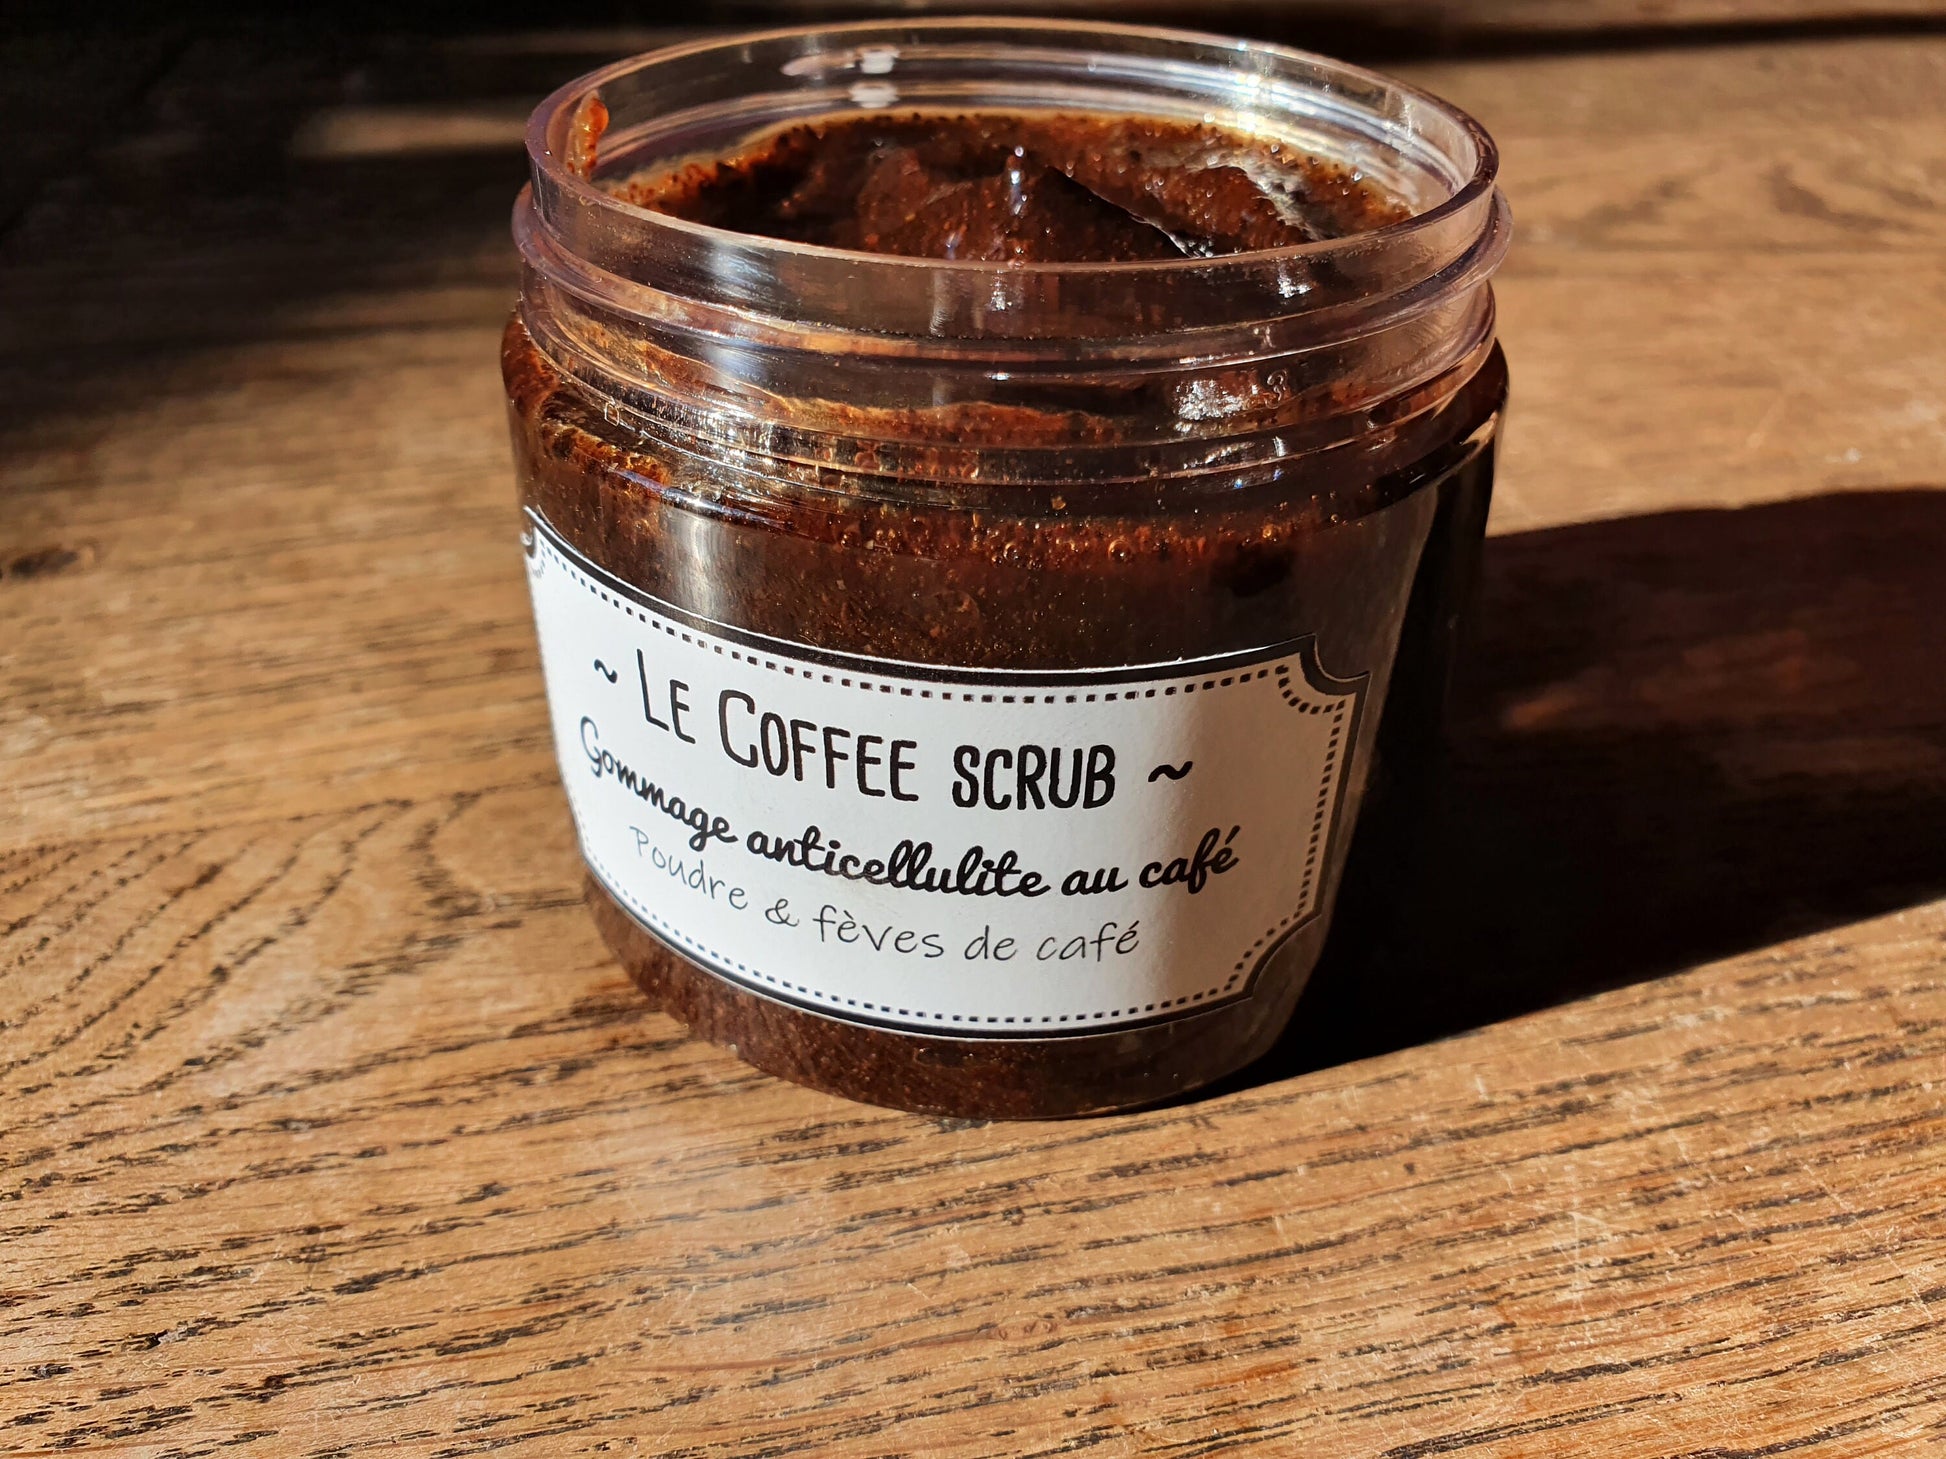 ~ Le Coffee scrub ~
Gommage anticellulite au café
Poudre & fèves de café